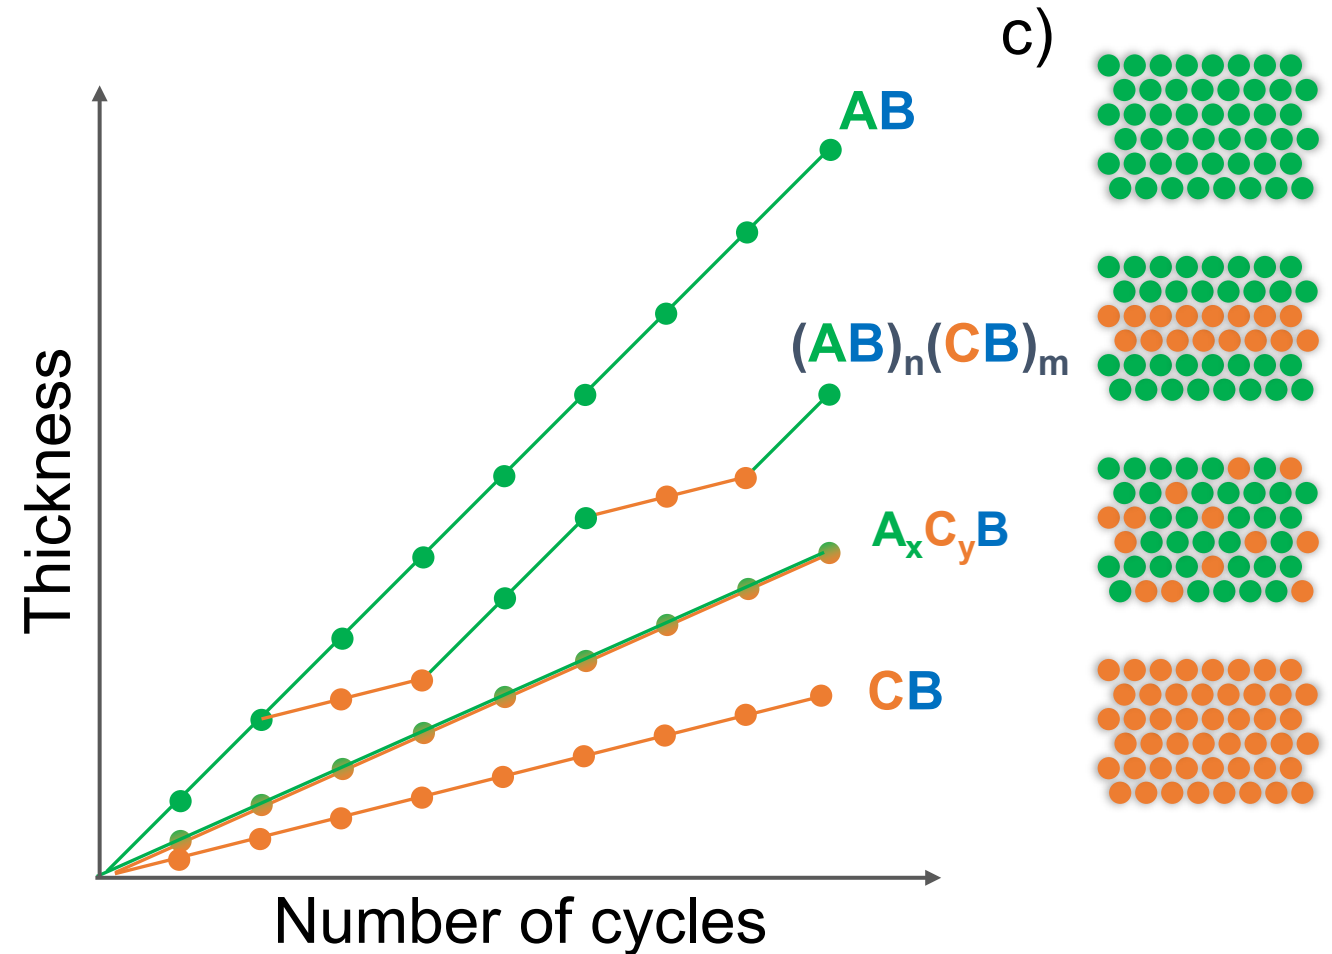 c)
AB
(AB)n(CB)m
AxCyB
CB
Thickness
Number of cycles